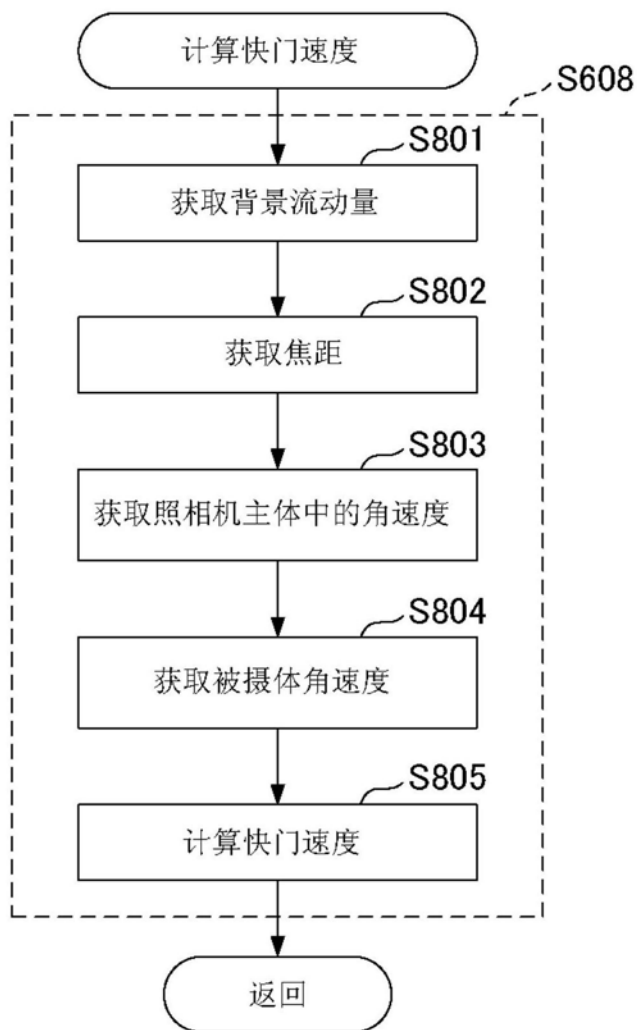 计算快门速度
S608
S801
获取背景流动量
S802
获取焦距
S803
获取照相机主体中的角速度
S804
获取被摄体角速度
S805
计算快门速度
返回